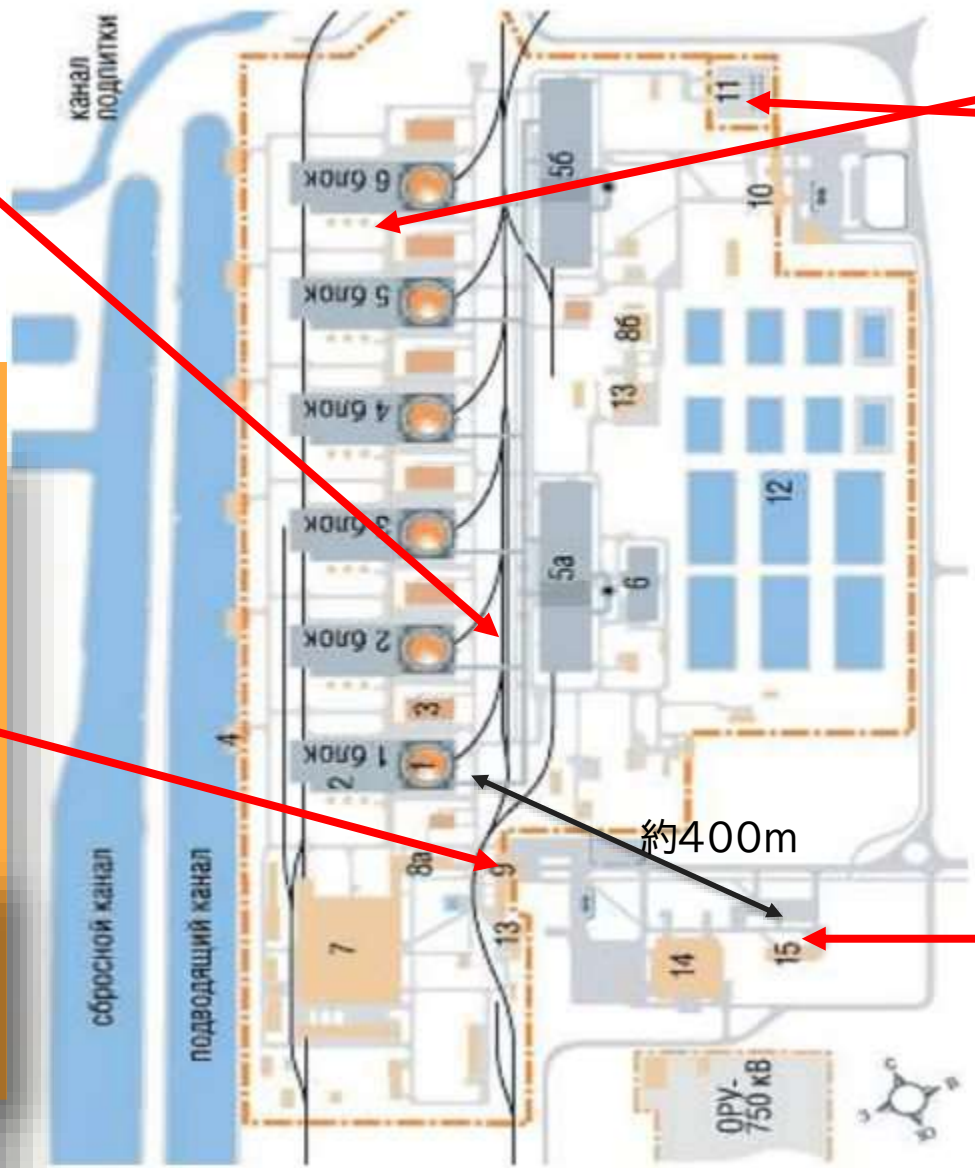 канал
подпитки
сбросной канал
подводящий канал
6 блок
5 блок
4 блок
3 блок
2 блок
1 блок
1
2
3
4
5а
5б
6
7
8а
8б
9
10
11
12
13
13
14
15
約400m
ОРУ-
750 кВ
С
В
Ю
З